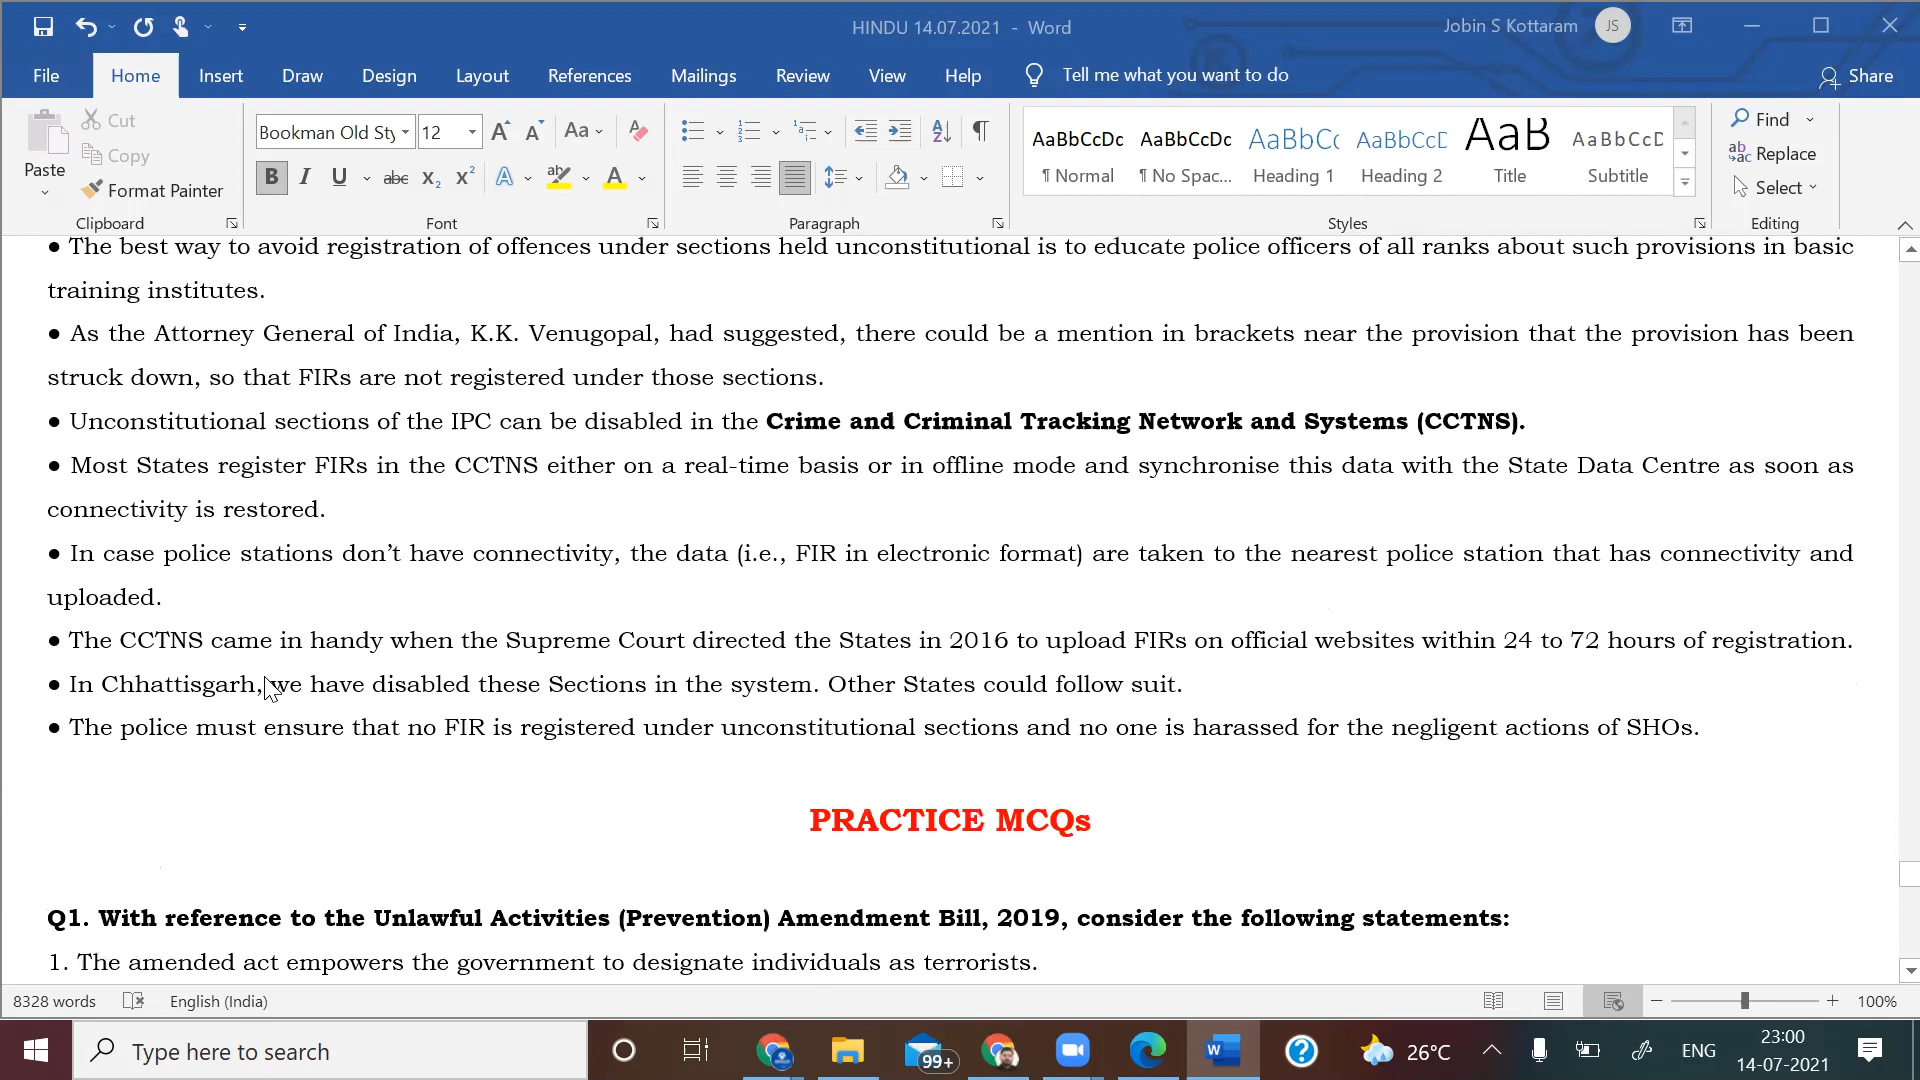 HINDU 14.07.2021 - Word
Jobin S Kottaram JS
File Home Insert Draw Design Layout References Mailings Review View Help Tell me what you want to do Share
Paste
Cut
Copy
Format Painter
Clipboard
Bookman Old Sty 12
Font
Paragraph
AaBbCcDc AaBbCcDc AaBbCc AaBbCcD AaB AaBbCcD
¶ Normal ¶ No Spac... Heading 1 Heading 2 Title Subtitle
Styles
Find
Replace
Select
Editing
● The best way to avoid registration of offences under sections held unconstitutional is to educate police officers of all ranks about such provisions in basic
training institutes.
● As the Attorney General of India, K.K. Venugopal, had suggested, there could be a mention in brackets near the provision that the provision has been
struck down, so that FIRs are not registered under those sections.
● Unconstitutional sections of the IPC can be disabled in the Crime and Criminal Tracking Network and Systems (CCTNS).
● Most States register FIRs in the CCTNS either on a real-time basis or in offline mode and synchronise this data with the State Data Centre as soon as
connectivity is restored.
● In case police stations don’t have connectivity, the data (i.e., FIR in electronic format) are taken to the nearest police station that has connectivity and
uploaded.
● The CCTNS came in handy when the Supreme Court directed the States in 2016 to upload FIRs on official websites within 24 to 72 hours of registration.
● In Chhattisgarh, we have disabled these Sections in the system. Other States could follow suit.
● The police must ensure that no FIR is registered under unconstitutional sections and no one is harassed for the negligent actions of SHOs.
PRACTICE MCQs
Q1. With reference to the Unlawful Activities (Prevention) Amendment Bill, 2019, consider the following statements:
1. The amended act empowers the government to designate individuals as terrorists.
8328 words English (India) 100%
Type here to search
99+
26°C
ENG
23:00
14-07-2021